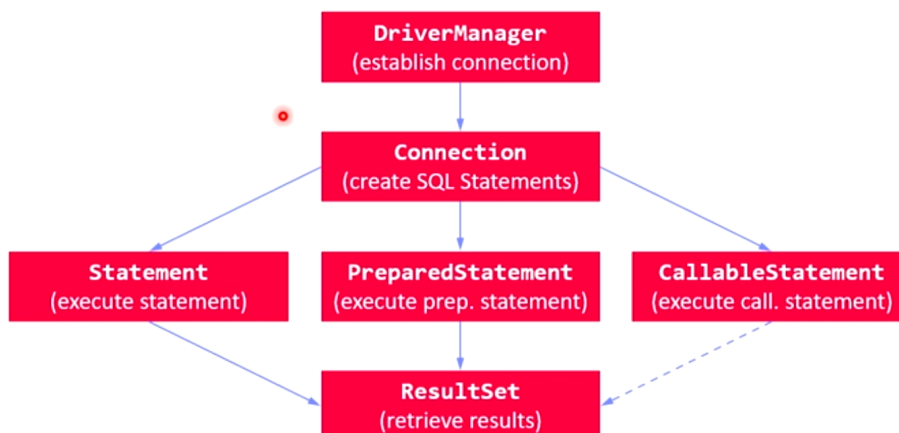 DriverManager
(establish connection)
Connection
(create SQL Statements)
Statement
(execute statement)
PreparedStatement
(execute prep. statement)
CallableStatement
(execute call. statement)
ResultSet
(retrieve results)